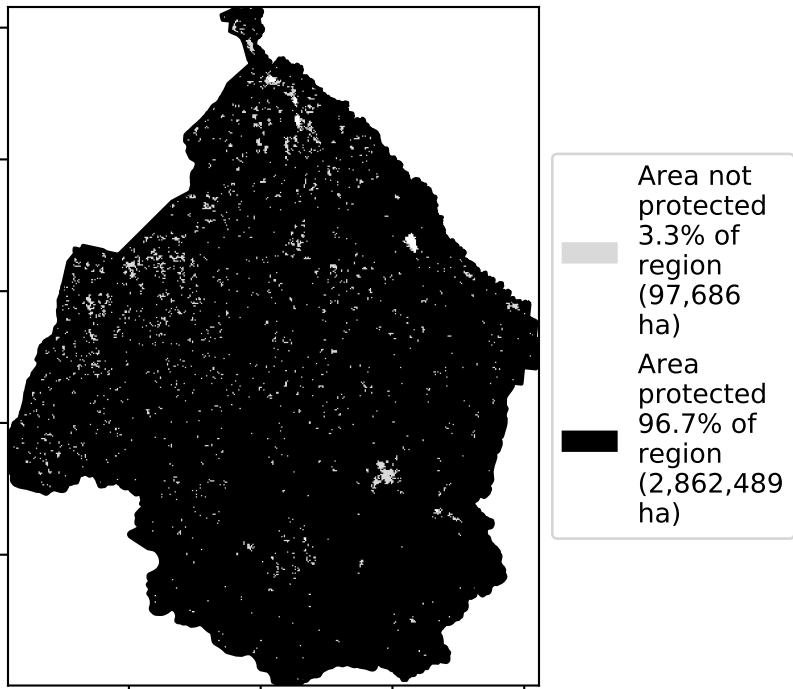 Area not
protected
3.3% of
region
(97,686
ha)
Area
protected
96.7% of
region
(2,862,489
ha)